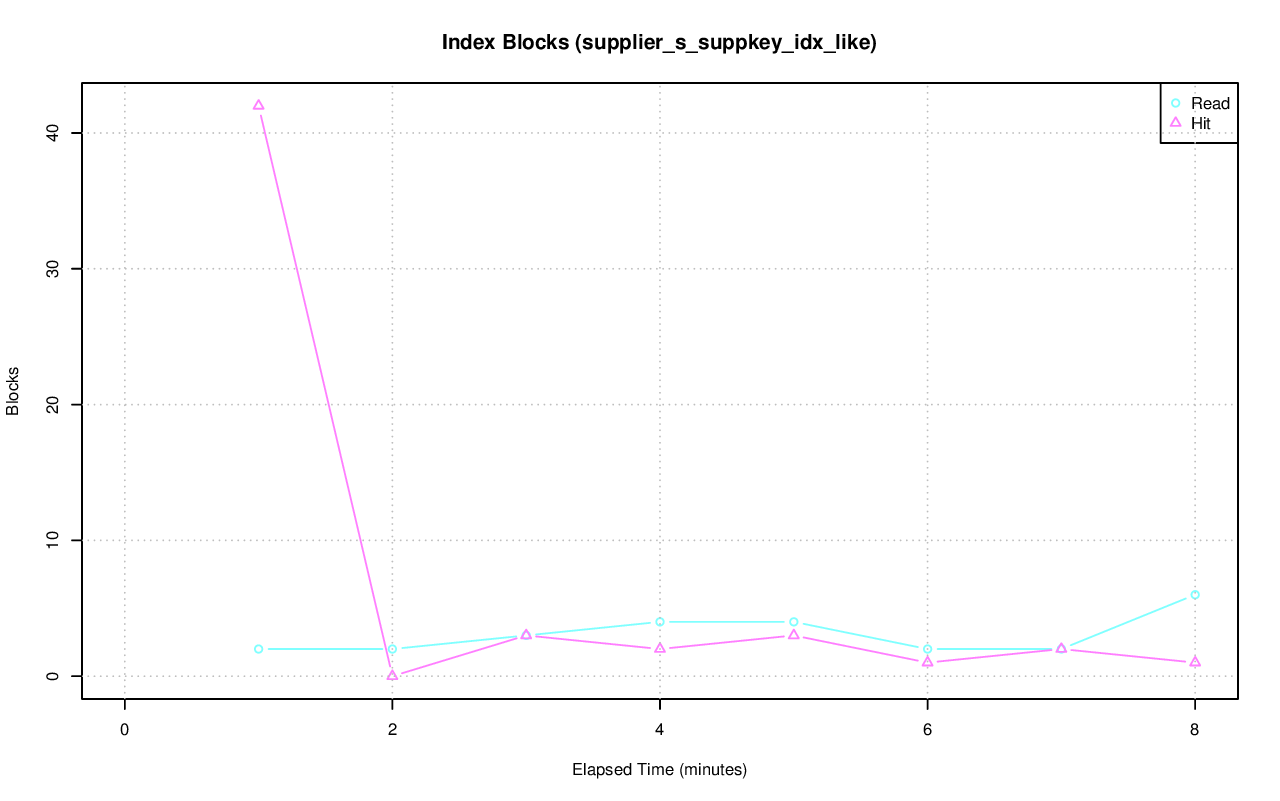 Index Blocks (supplier_s_suppkey_idx_like)
Read
Hit
40
30
20
10
0
Blocks
0 2 4 6 8
Elapsed Time (minutes)